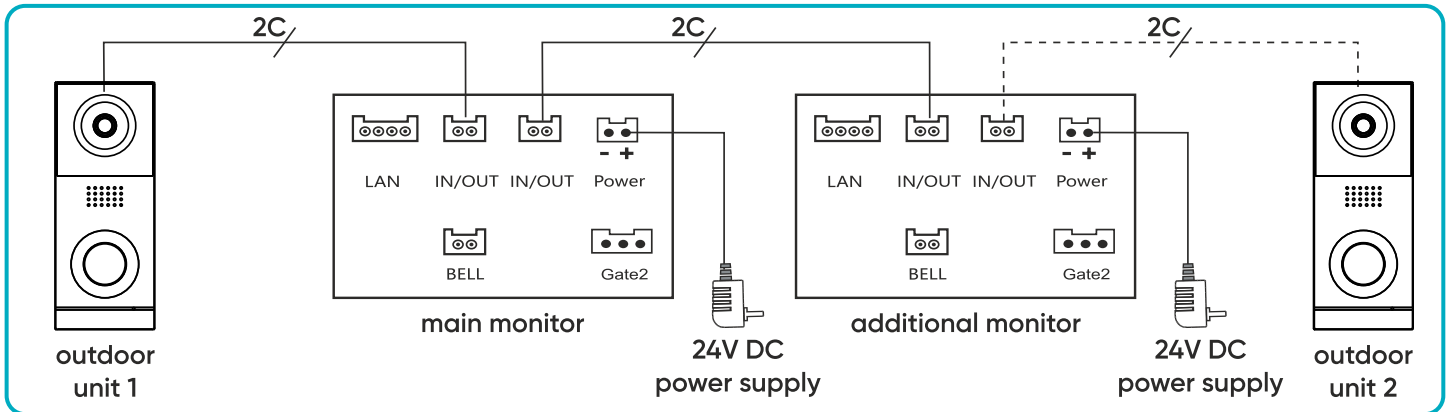 2C 2C 2C
- + - +
LAN IN/OUT IN/OUT Power LAN IN/OUT IN/OUT Power
BELL Gate2 BELL Gate2
main monitor additional monitor
outdoor
unit 1
24V DC
power supply
24V DC
power supply
outdoor
unit 2